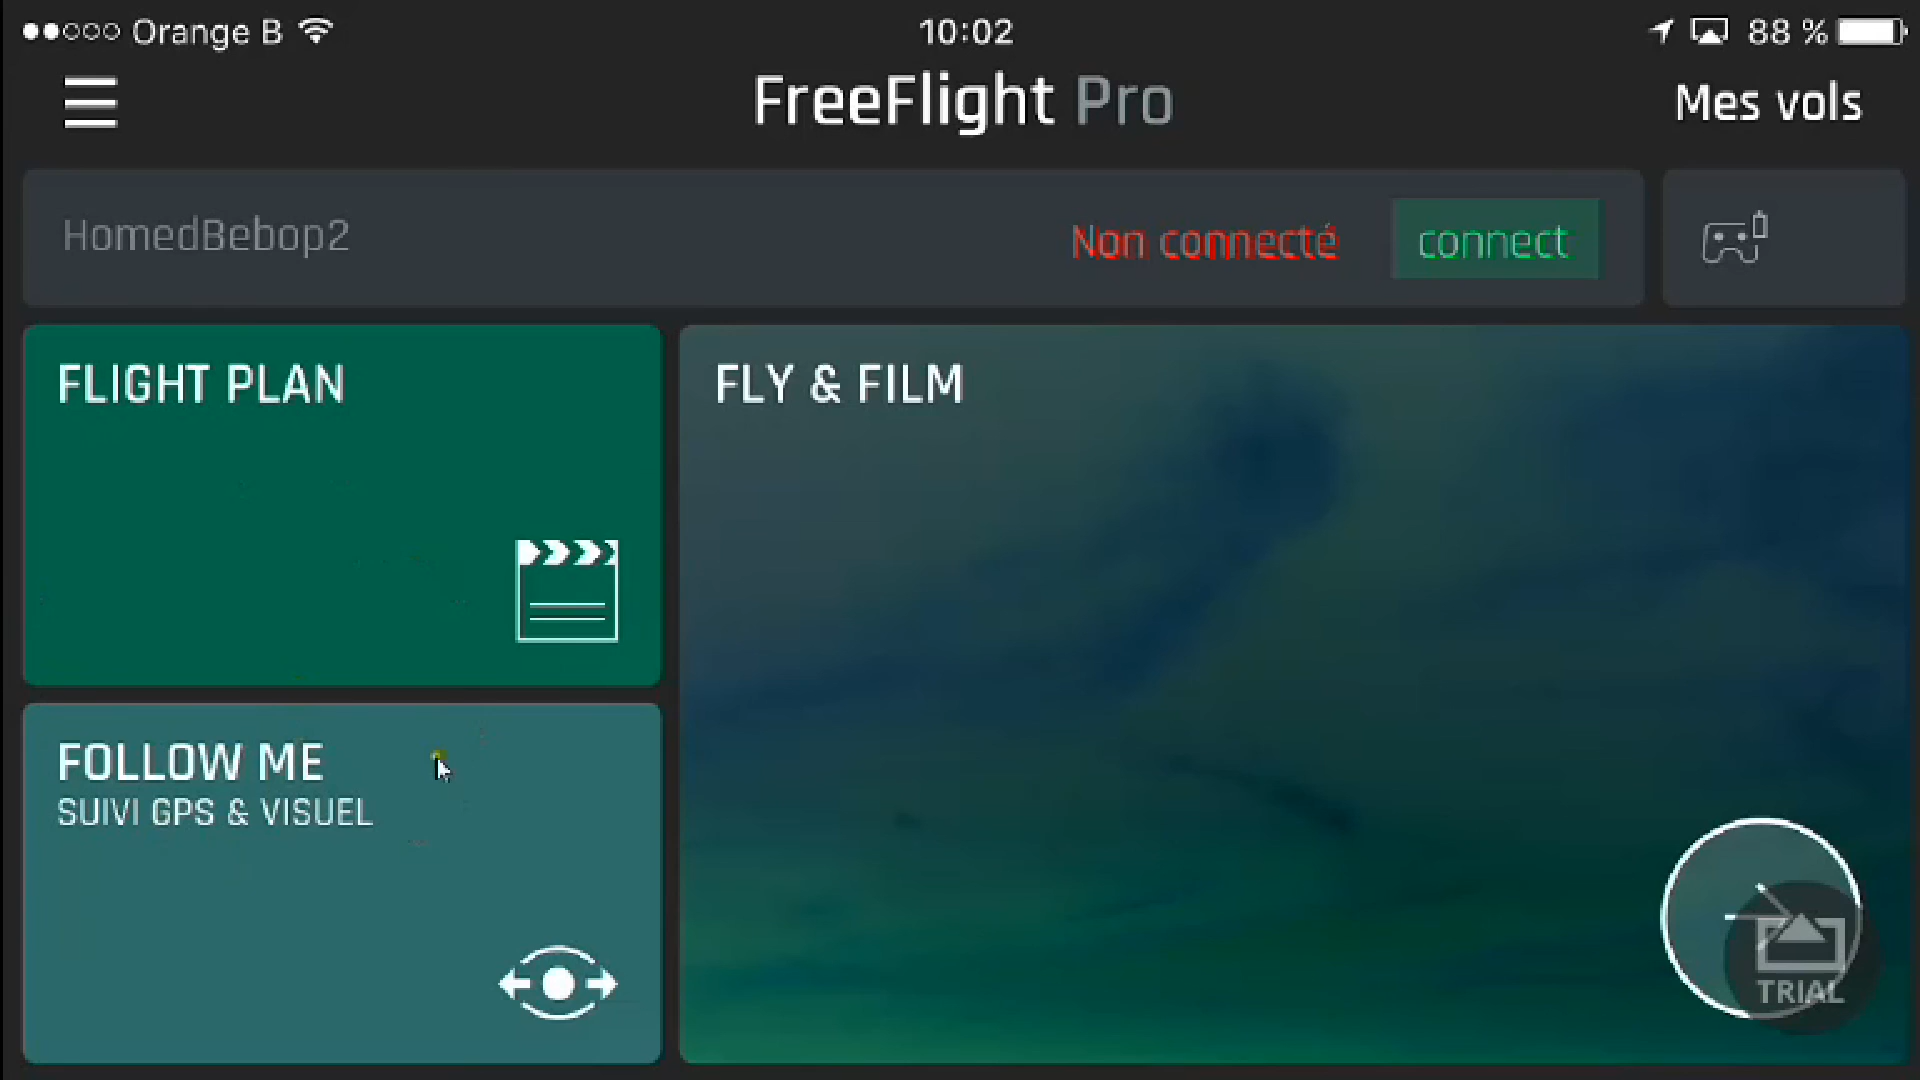 Orange B
10:02
88 %
FreeFlight Pro
Mes vols
HomedBebop2
Non connecté
connect
FLIGHT PLAN
FLY & FILM
FOLLOW ME
SUIVI GPS & VISUEL
TRIAL